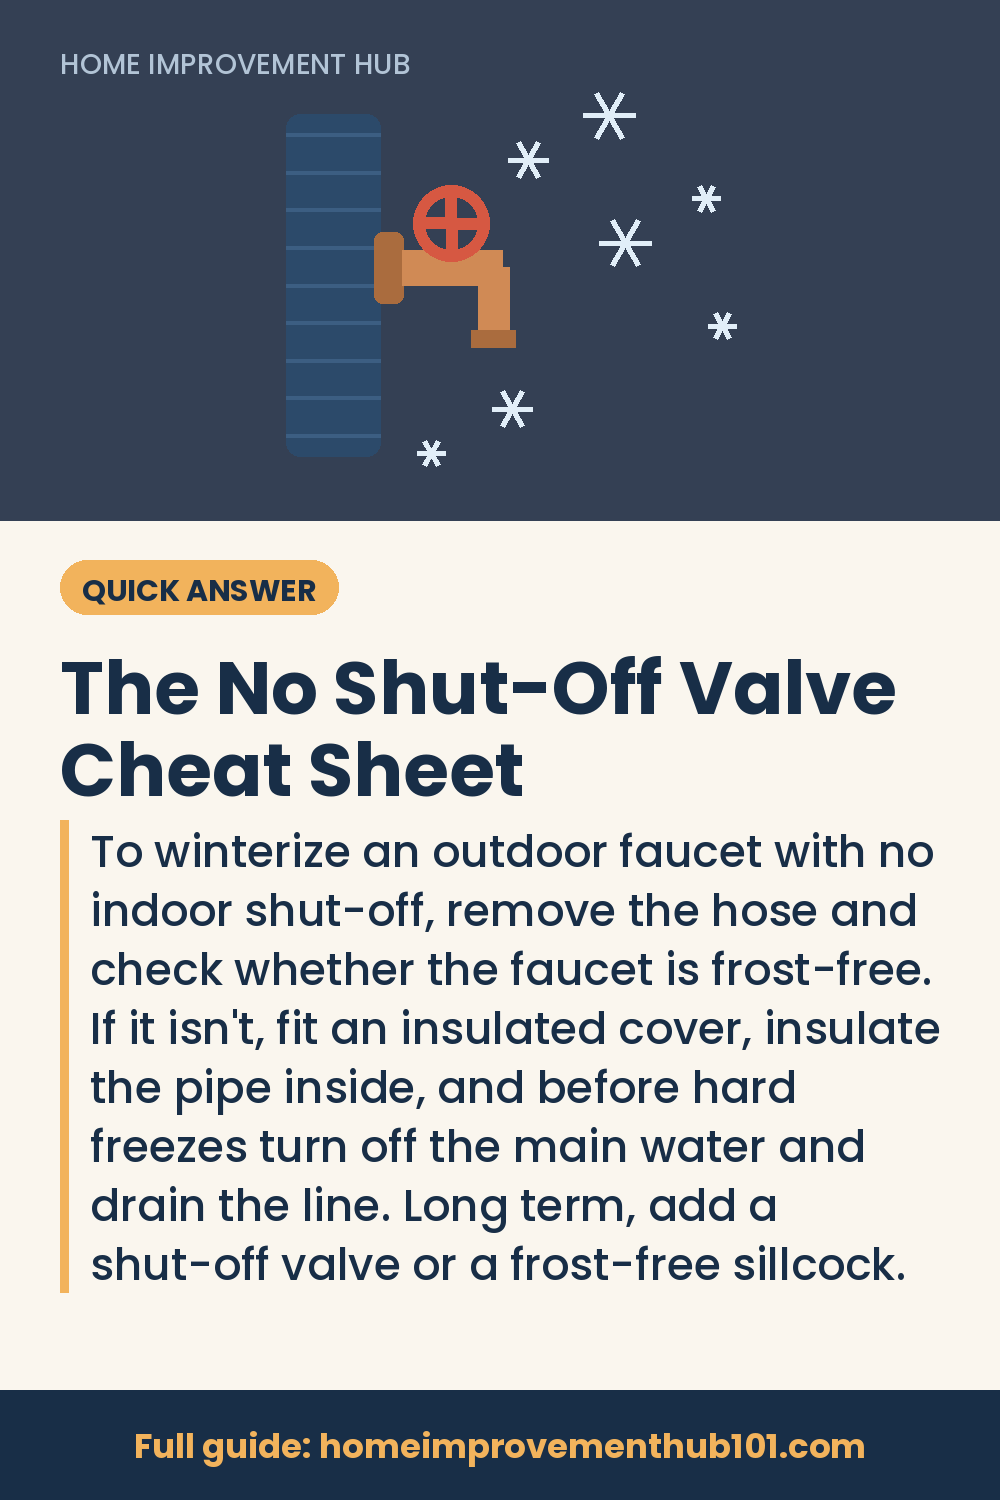 HOME IMPROVEMENT HUB
QUICK ANSWER
The No Shut-Off Valve
Cheat Sheet
To winterize an outdoor faucet with no
indoor shut-off, remove the hose and
check whether the faucet is frost-free.
If it isn't, fit an insulated cover, insulate
the pipe inside, and before hard
freezes turn off the main water and
drain the line. Long term, add a
shut-off valve or a frost-free sillcock.
Full guide: homeimprovementhub101.com